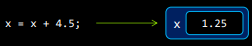 x = x + 4.5; x 1.25